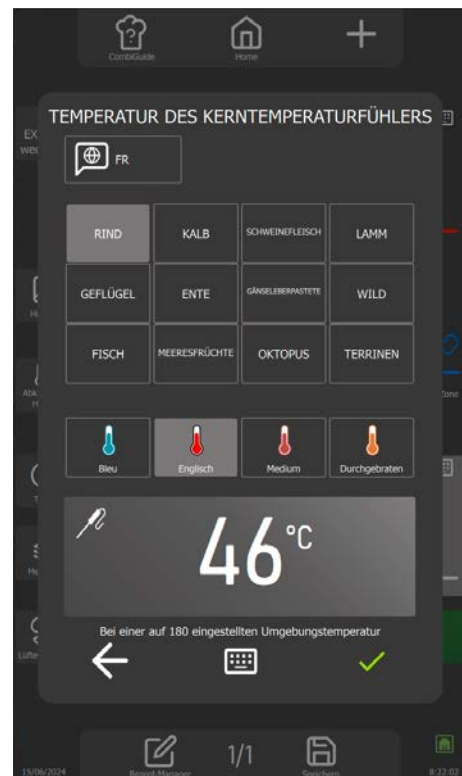 CombiGuide
Home
TEMPERATUR DES KERNTEMPERATURFÜHLERS
FR
RIND
KALB
SCHWEINEFLEISCH
LAMM
GEFLÜGEL
ENTE
GÄNSELEBERPASTETE
WILD
FISCH
MEERESFRÜCHTE
OKTOPUS
TERRINEN
Bleu
Englisch
Medium
Durchgebraten
46°C
Bei einer auf 180 eingestellten Umgebungstemperatur
1/1
Rezept-Manager
Speichern
15/06/2024
8:22:02